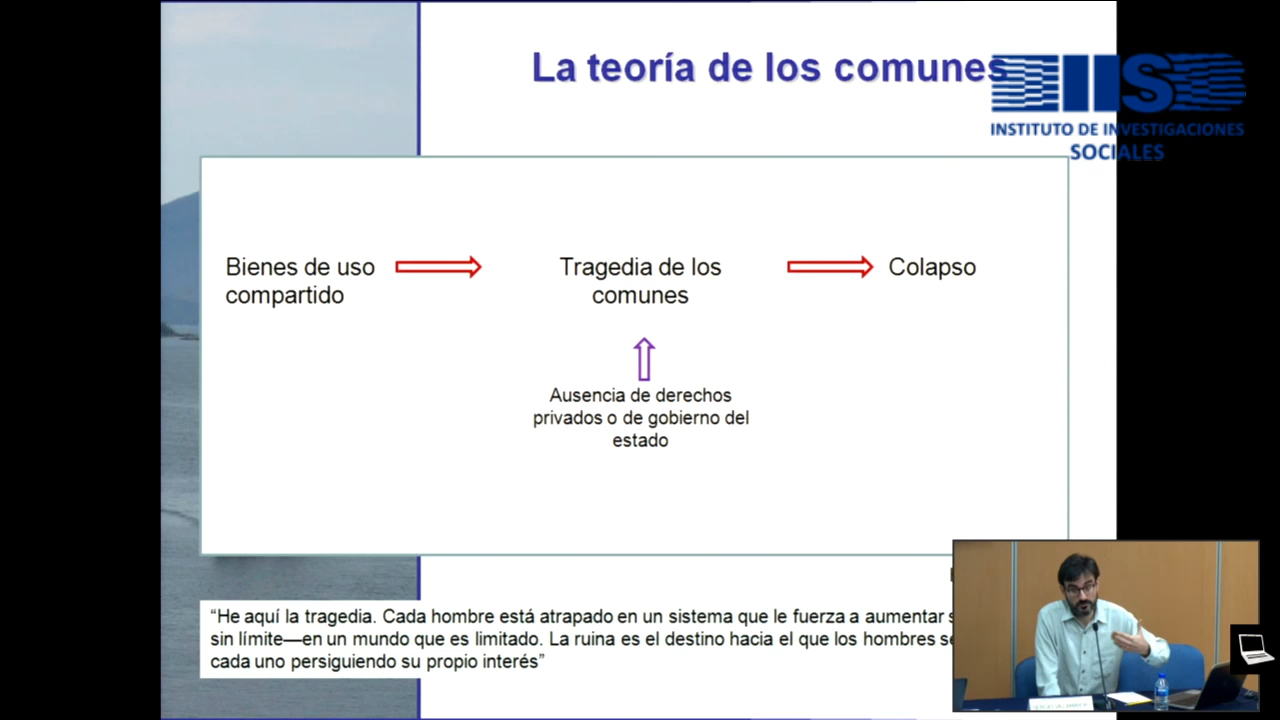 La teoría de los comunes
IIS
INSTITUTO DE INVESTIGACIONES
SOCIALES
Bienes de uso
compartido
Tragedia de los
comunes
Colapso
Ausencia de derechos
privados o de gobierno del
estado
“He aquí la tragedia. Cada hombre está atrapado en un sistema que le fuerza a aumentar
sin límite—en un mundo que es limitado. La ruina es el destino hacia el que los hombres
cada uno persiguiendo su propio interés”